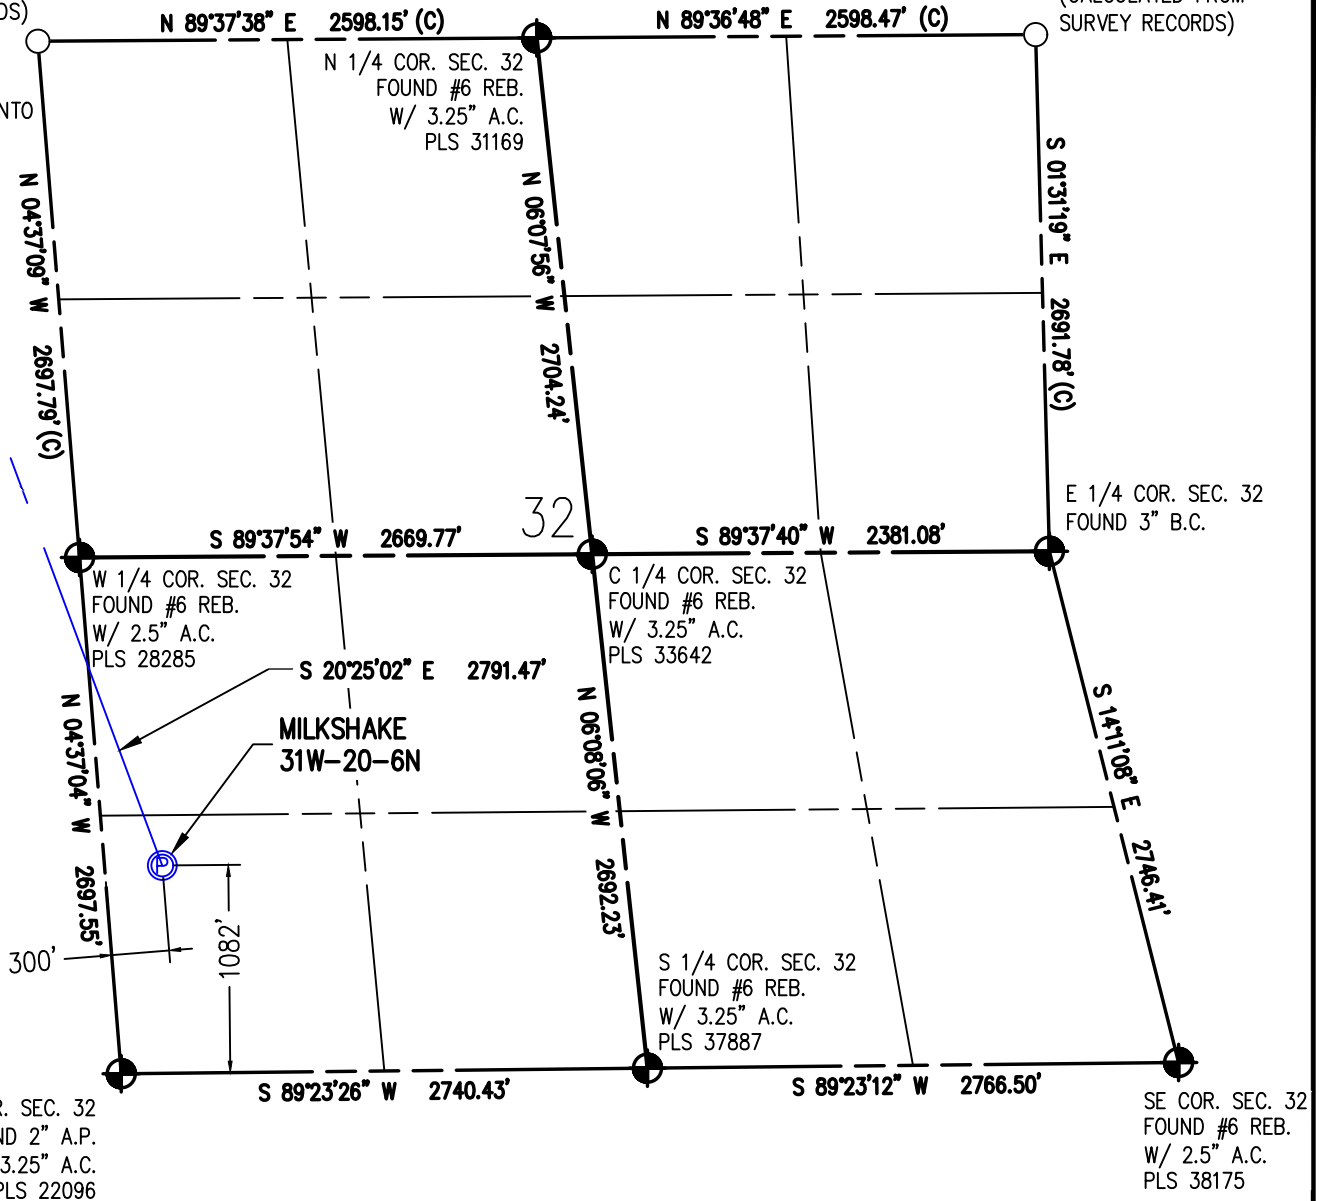 DS)
N 89°37'38" E 2598.15' (C)
N 89°36'48" E 2598.47' (C)
(CALCULATED FROM
SURVEY RECORDS)
N 1/4 COR. SEC. 32
FOUND #6 REB.
W/ 3.25" A.C.
PLS 31169
NTO
N 04°37'09" W 2697.79' (C)
N 06°07'56" W 2704.24'
S 01°31'19" E 2691.78' (C)
E 1/4 COR. SEC. 32
FOUND 3" B.C.
32
S 89°37'54" W 2669.77'
S 89°37'40" W 2381.08'
W 1/4 COR. SEC. 32
FOUND #6 REB.
W/ 2.5" A.C.
PLS 28285
C 1/4 COR. SEC. 32
FOUND #6 REB.
W/ 3.25" A.C.
PLS 33642
S 20°25'02" E 2791.47'
MILKSHAKE
31W-20-6N
P
N 04°37'04" W 2697.55'
N 06°08'06" W 2692.23'
S 14°11'08" E 2746.41'
300'
1082'
S 1/4 COR. SEC. 32
FOUND #6 REB.
W/ 3.25" A.C.
PLS 37887
S 89°23'26" W 2740.43'
S 89°23'12" W 2766.50'
R. SEC. 32
ND 2" A.P.
3.25" A.C.
PLS 22096
SE COR. SEC. 32
FOUND #6 REB.
W/ 2.5" A.C.
PLS 38175